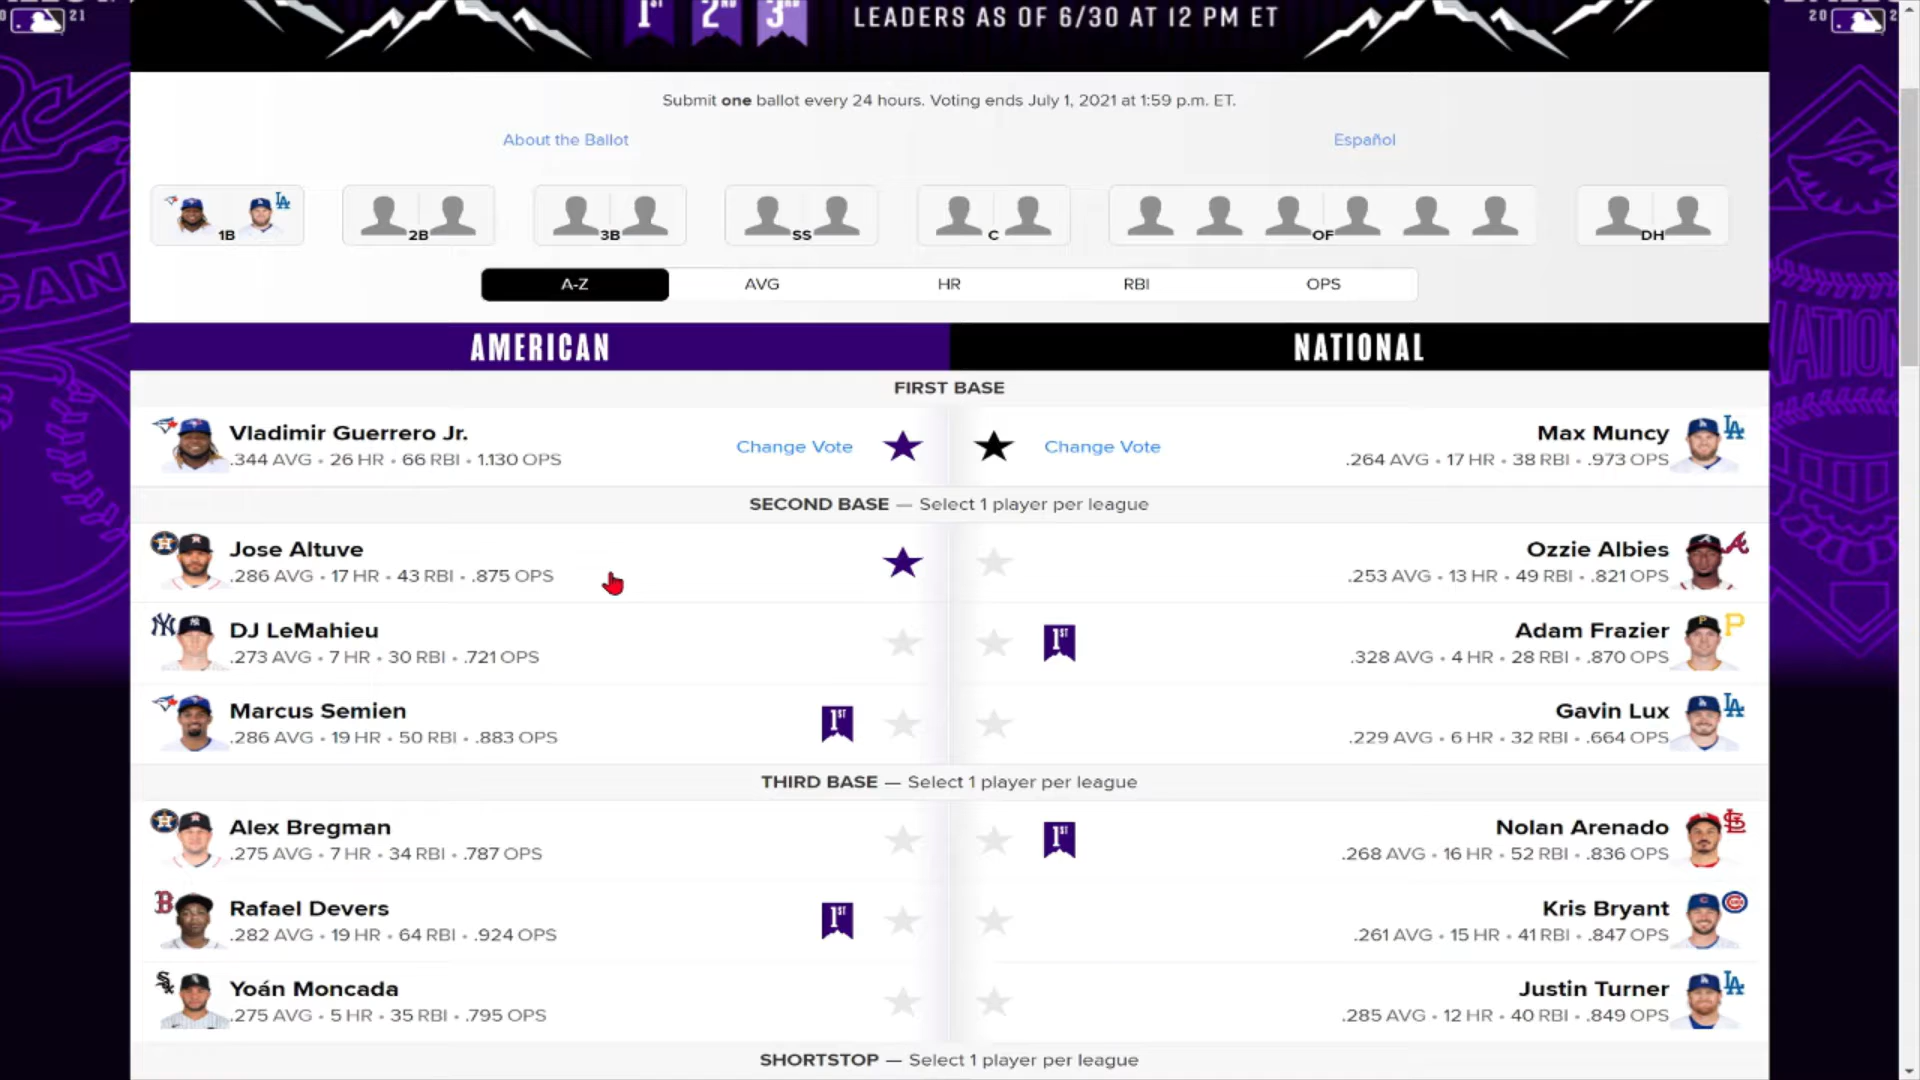 1ST 2ND 3RD LEADERS AS OF 6/30 AT 12 PM ET
Submit one ballot every 24 hours. Voting ends July 1, 2021 at 1:59 p.m. ET.
About the Ballot Español
1B 2B 3B SS C OF DH
A-Z AVG HR RBI OPS
AMERICAN NATIONAL
FIRST BASE
Vladimir Guerrero Jr. Max Muncy
Change Vote Change Vote
.344 AVG • 26 HR • 66 RBI • 1.130 OPS .264 AVG • 17 HR • 38 RBI • .973 OPS
SECOND BASE — Select 1 player per league
Jose Altuve Ozzie Albies
.286 AVG • 17 HR • 43 RBI • .875 OPS .253 AVG • 13 HR • 49 RBI • .821 OPS
DJ LeMahieu 1ST Adam Frazier
.273 AVG • 7 HR • 30 RBI • .721 OPS .328 AVG • 4 HR • 28 RBI • .870 OPS
Marcus Semien 1ST Gavin Lux
.286 AVG • 19 HR • 50 RBI • .883 OPS .229 AVG • 6 HR • 32 RBI • .664 OPS
THIRD BASE — Select 1 player per league
Alex Bregman 1ST Nolan Arenado
.275 AVG • 7 HR • 34 RBI • .787 OPS .268 AVG • 16 HR • 52 RBI • .836 OPS
Rafael Devers 1ST Kris Bryant
.282 AVG • 19 HR • 64 RBI • .924 OPS .261 AVG • 15 HR • 41 RBI • .847 OPS
Yoán Moncada Justin Turner
.275 AVG • 5 HR • 35 RBI • .795 OPS .285 AVG • 12 HR • 40 RBI • .849 OPS
SHORTSTOP — Select 1 player per league